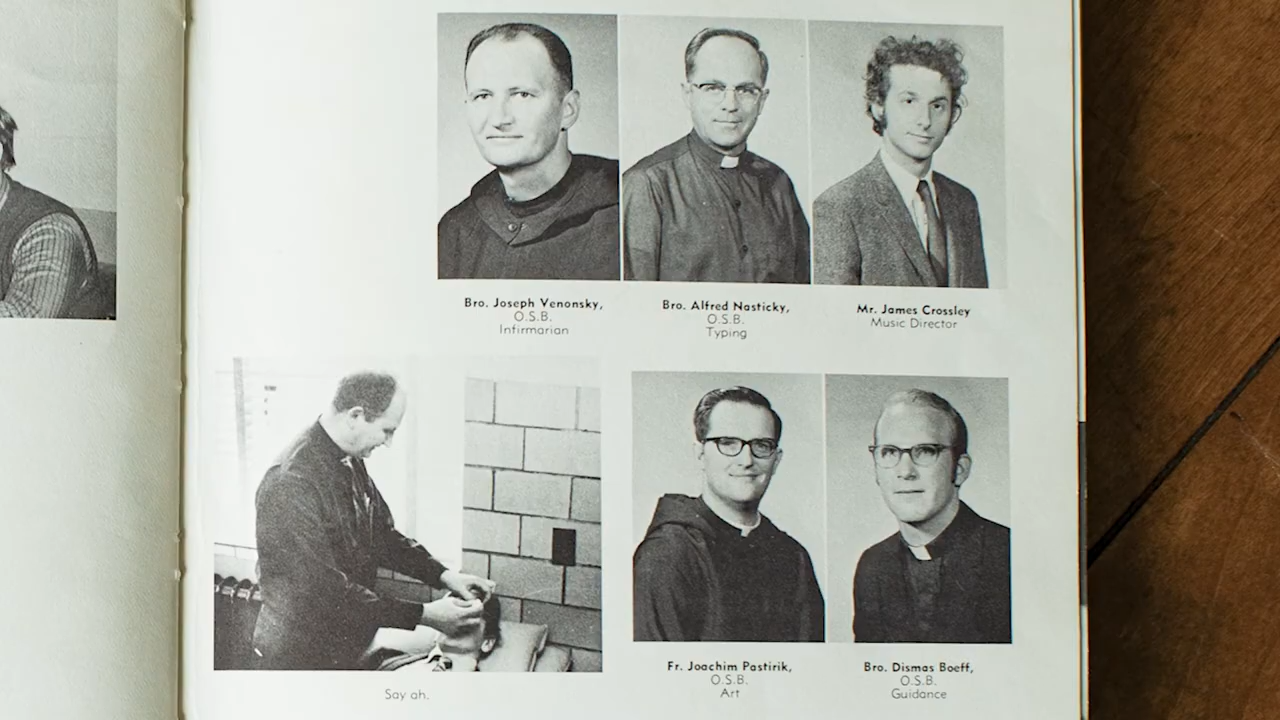 Bro. Joseph Venonsky,
O.S.B.
Infirmarian
Bro. Alfred Nasticky,
O.S.B.
Typing
Mr. James Crossley
Music Director
Say ah.
Fr. Joachim Pastirik,
O.S.B.
Art
Bro. Dismas Boeff,
O.S.B.
Guidance